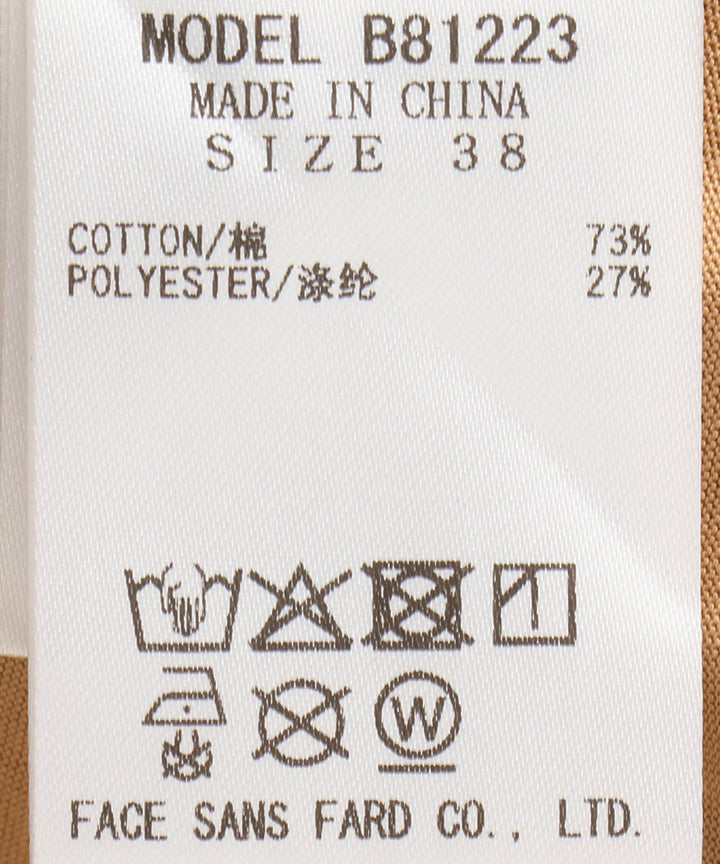 MODEL B81223
MADE IN CHINA
SIZE 38
COTTON/棉 73%
POLYESTER/涤纶 27%
W
FACE SANS FARD CO., LTD.